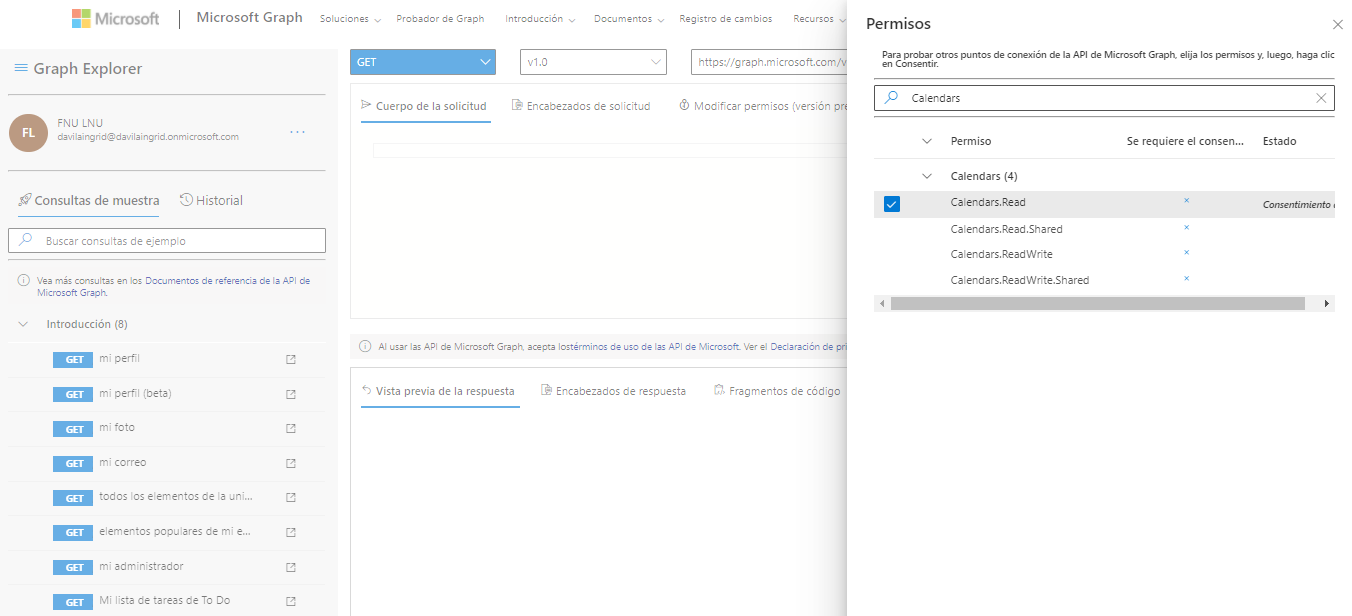 Microsoft
Microsoft Graph
Soluciones
Probador de Graph
Introducción
Documentos
Registro de cambios
Recursos
Graph Explorer
FL
FNU LNU
davilaingrid@davilaingrid.onmicrosoft.com
...
Consultas de muestra
Historial
Buscar consultas de ejemplo
Vea más consultas en los Documentos de referencia de la API de
Microsoft Graph.
Introducción (8)
GET mi perfil
GET mi perfil (beta)
GET mi foto
GET mi correo
GET todos los elementos de la uni...
GET elementos populares de mi e...
GET mi administrador
GET Mi lista de tareas de To Do
GET
v1.0
https://graph.microsoft.com/v
Cuerpo de la solicitud
Encabezados de solicitud
Modificar permisos (versión pre
Al usar las API de Microsoft Graph, acepta lostérminos de uso de las API de Microsoft. Ver el Declaración de pri
Vista previa de la respuesta
Encabezados de respuesta
Fragmentos de código
Permisos
Para probar otros puntos de conexión de la API de Microsoft Graph, elija los permisos y, luego, haga clic
en Consentir.
Calendars
Permiso
Se requiere el consen...
Estado
Calendars (4)
Calendars.Read
Consentimiento
Calendars.Read.Shared
Calendars.ReadWrite
Calendars.ReadWrite.Shared